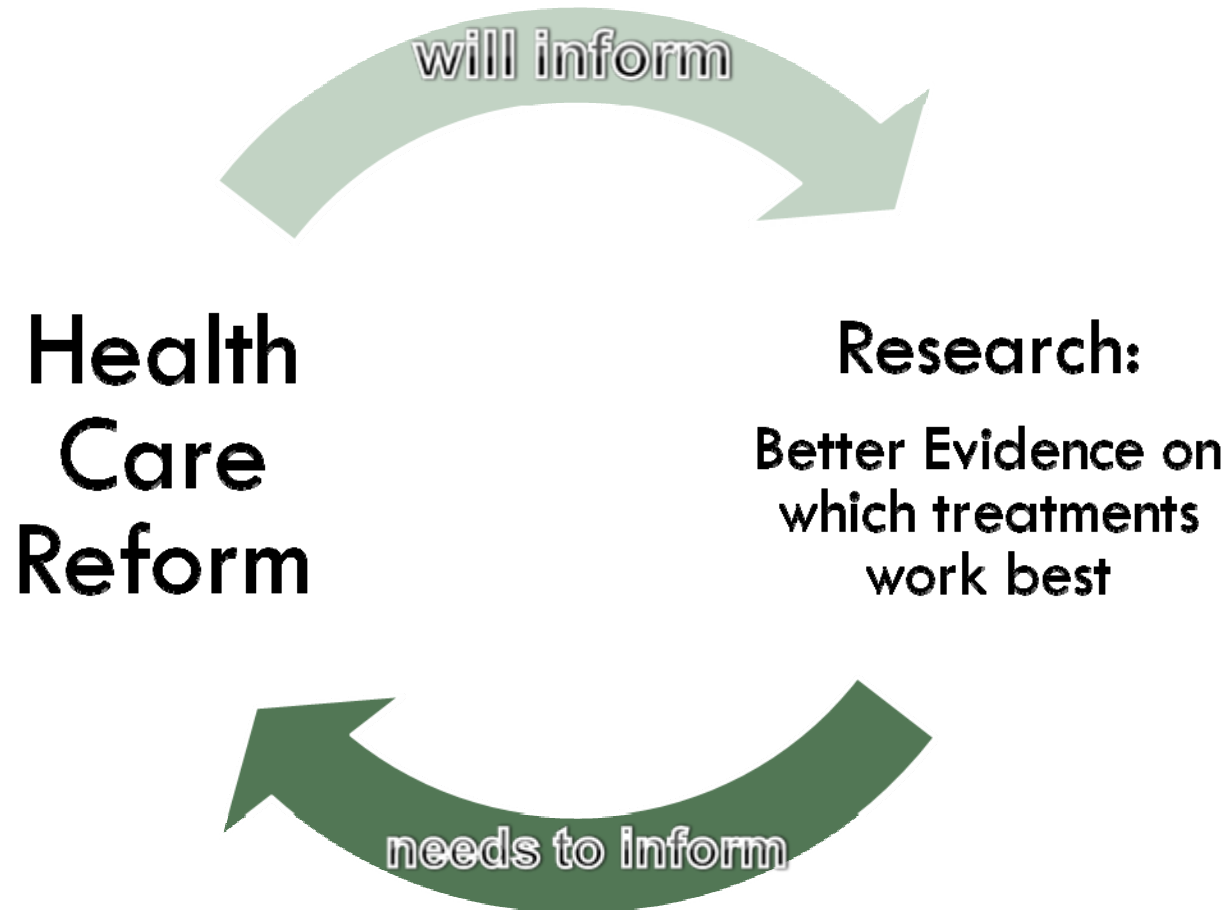 will inform
Health
Care
Reform
Research:
Better Evidence on
which treatments
work best
needs to inform